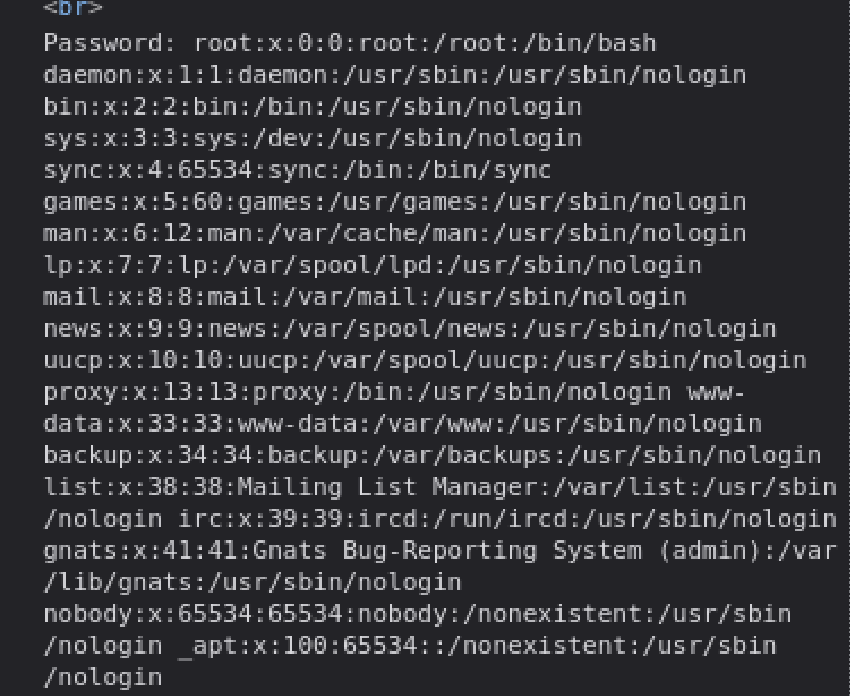 <br>
Password: root:x:0:0:root:/root:/bin/bash
daemon:x:1:1:daemon:/usr/sbin:/usr/sbin/nologin
bin:x:2:2:bin:/bin:/usr/sbin/nologin
sys:x:3:3:sys:/dev:/usr/sbin/nologin
sync:x:4:65534:sync:/bin:/bin/sync
games:x:5:60:games:/usr/games:/usr/sbin/nologin
man:x:6:12:man:/var/cache/man:/usr/sbin/nologin
lp:x:7:7:lp:/var/spool/lpd:/usr/sbin/nologin
mail:x:8:8:mail:/var/mail:/usr/sbin/nologin
news:x:9:9:news:/var/spool/news:/usr/sbin/nologin
uucp:x:10:10:uucp:/var/spool/uucp:/usr/sbin/nologin
proxy:x:13:13:proxy:/bin:/usr/sbin/nologin www-
data:x:33:33:www-data:/var/www:/usr/sbin/nologin
backup:x:34:34:backup:/var/backups:/usr/sbin/nologin
list:x:38:38:Mailing List Manager:/var/list:/usr/sbin
/nologin irc:x:39:39:ircd:/run/ircd:/usr/sbin/nologin
gnats:x:41:41:Gnats Bug-Reporting System (admin):/var
/lib/gnats:/usr/sbin/nologin
nobody:x:65534:65534:nobody:/nonexistent:/usr/sbin
/nologin _apt:x:100:65534::/nonexistent:/usr/sbin
/nologin